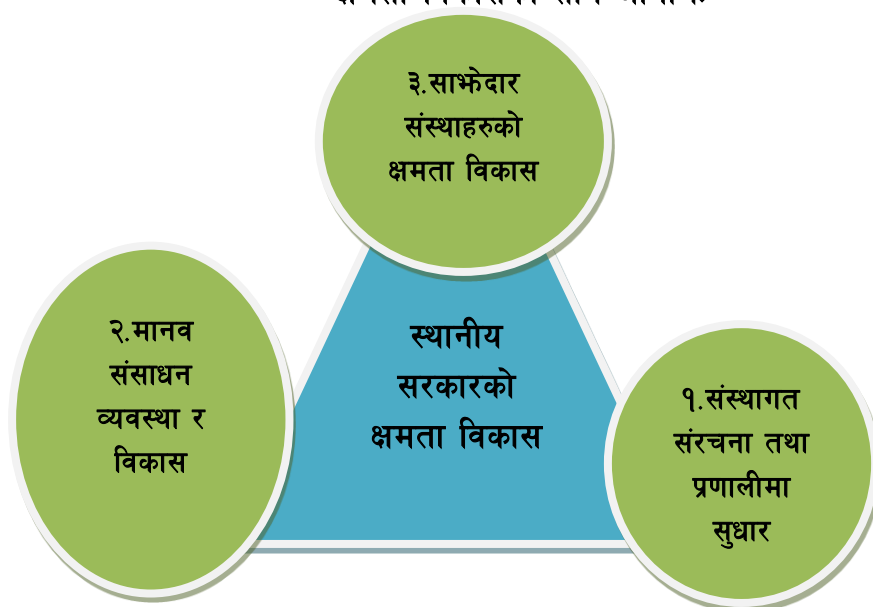 ३.साझेदार
संस्थाहरुको
क्षमता विकास
स्थानीय
सरकारको
क्षमता विकास
२.मानव
संसाधन
व्यवस्था र
विकास
१.संस्थागत
संरचना तथा
प्रणालीमा
सुधार